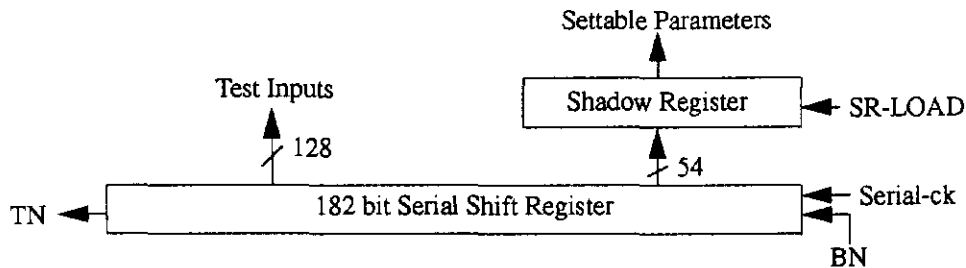 Settable Parameters
Test Inputs
Shadow Register
SR-LOAD
128
54
182 bit Serial Shift Register
Serial-ck
TN
BN